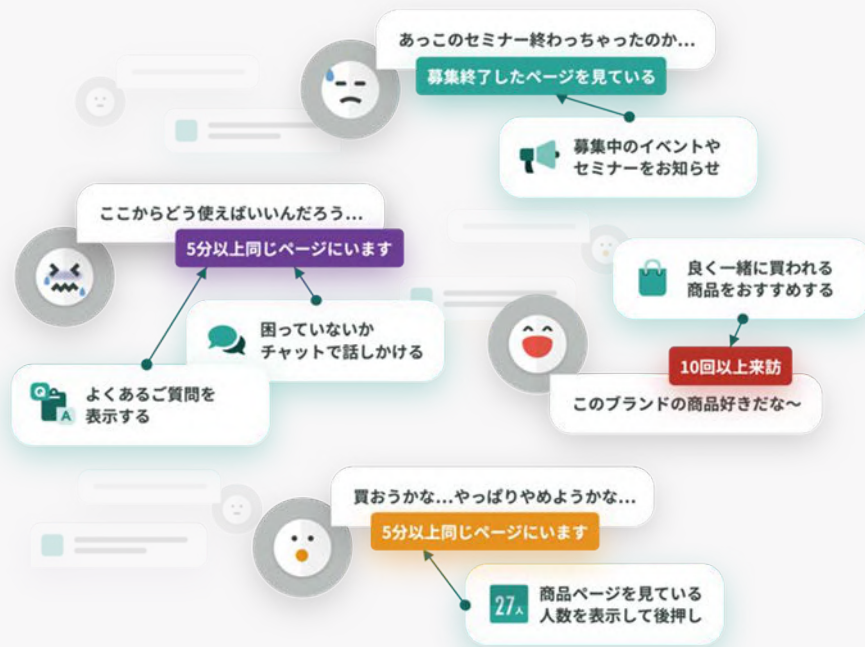 あっこのセミナー終わっちゃったのか...
募集終了したページを見ている
募集中のイベントや
セミナーをお知らせ
ここからどう使えばいいんだろう...
5分以上同じページにいます
困っていないか
チャットで話しかける
Q
A
よくあるご質問を
表示する
良く一緒に買われる
商品をおすすめする
10回以上来訪
このブランドの商品好きだな〜
買おうかな...やっぱりやめようかな...
5分以上同じページにいます
27人
商品ページを見ている
人数を表示して後押し